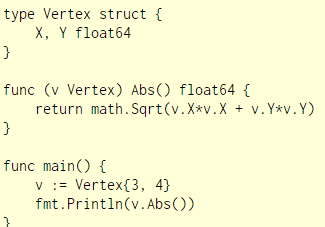 type Vertex struct {
    X, Y float64
}

func (v Vertex) Abs() float64 {
    return math.Sqrt(v.X*v.X + v.Y*v.Y)
}

func main() {
    v := Vertex{3, 4}
    fmt.Println(v.Abs())
}